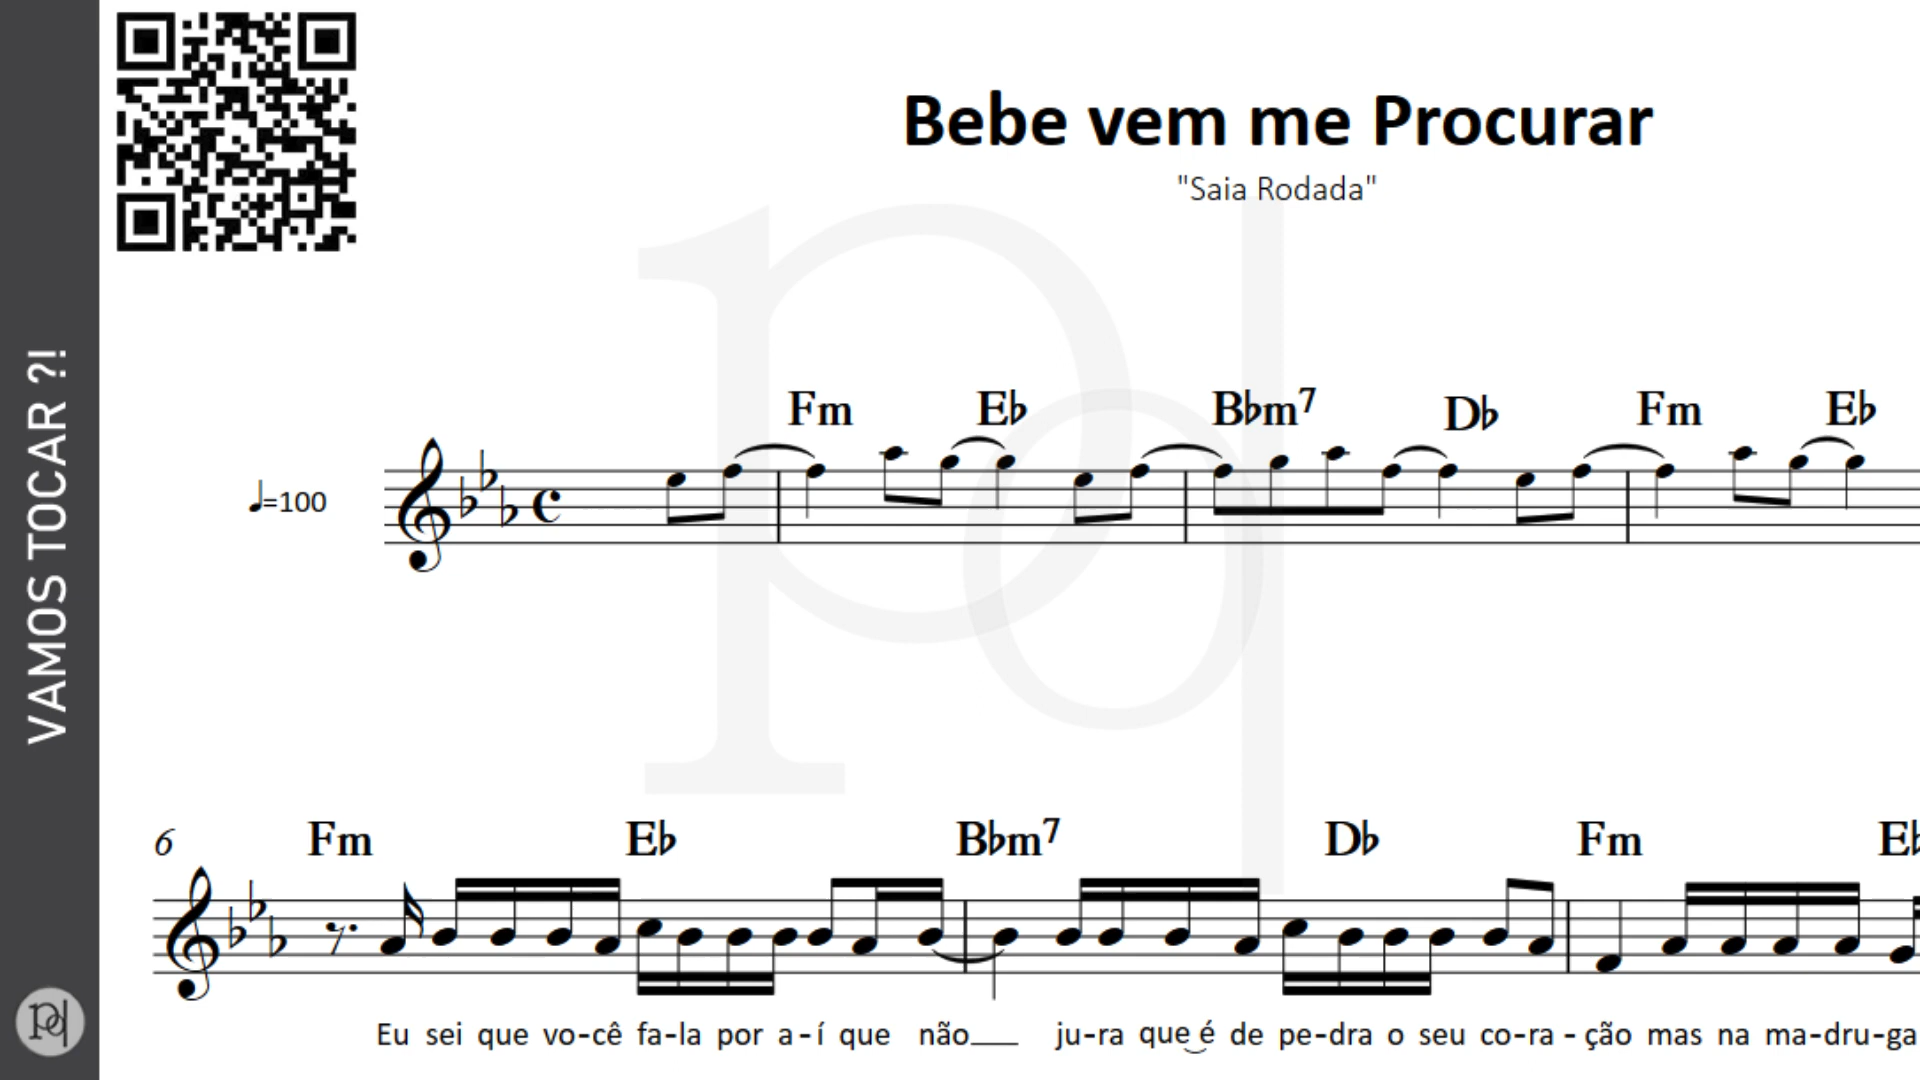 VAMOS TOCAR ?!
Bebe vem me Procurar
"Saia Rodada"
Fm E♭ B♭m7 D♭ Fm E♭
♩=100
6 Fm E♭ B♭m7 D♭ Fm E♭
Eu sei que vo-cê fa-la por a-í que não___ ju-ra que é de pe-dra o seu co-ra-ção mas na ma-dru-ga
pd